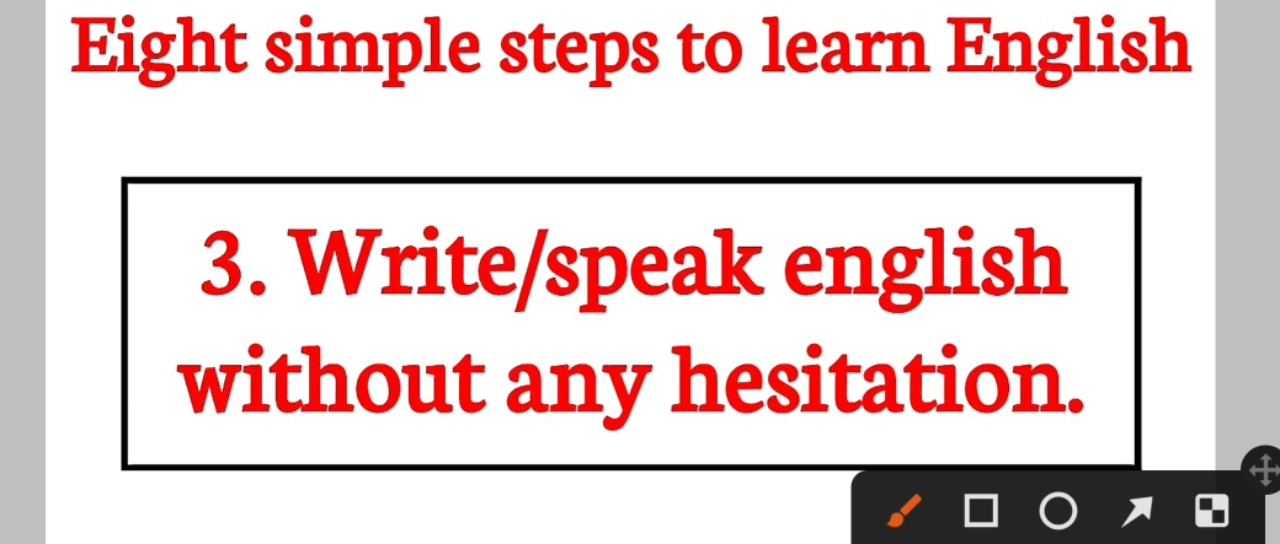 Eight simple steps to learn English
3. Write/speak english
without any hesitation.